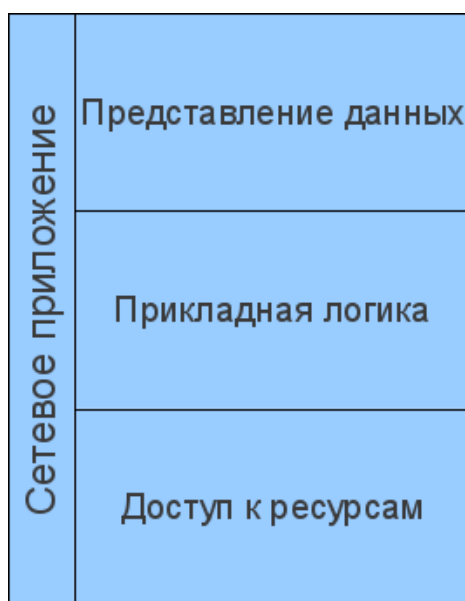 Сетевое приложение
Представление данных
Прикладная логика
Доступ к ресурсам